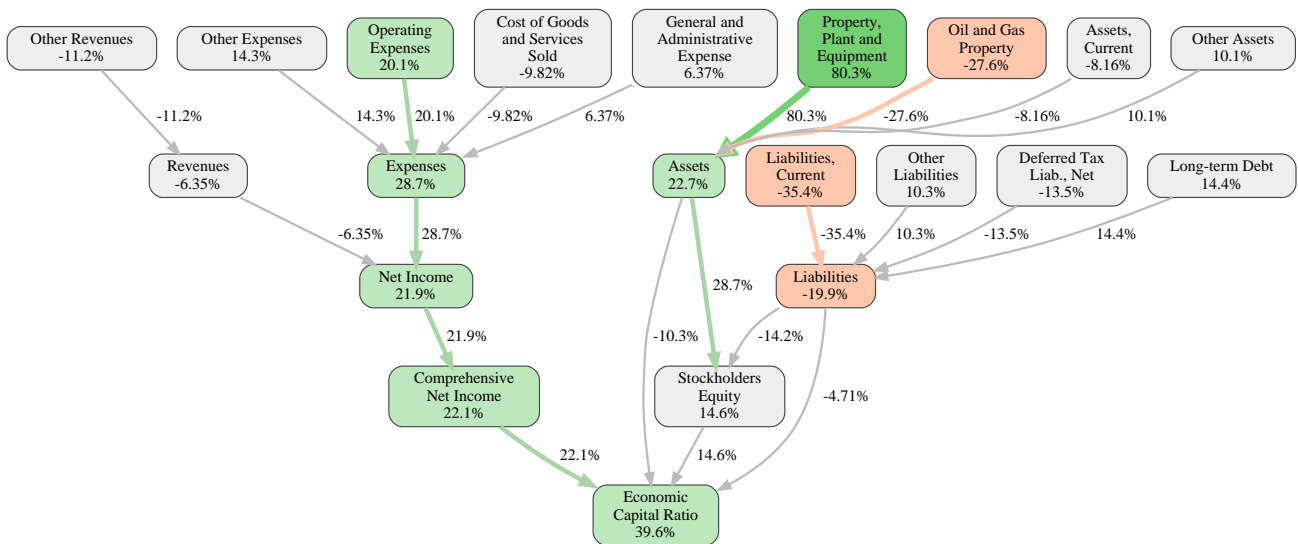 Other Revenues
-11.2%
Other Expenses
14.3%
Operating
Expenses
20.1%
Cost of Goods
and Services
Sold
-9.82%
General and
Administrative
Expense
6.37%
Property,
Plant and
Equipment
80.3%
Oil and Gas
Property
-27.6%
Assets,
Current
-8.16%
Other Assets
10.1%
-11.2%
14.3%
20.1%
-9.82%
6.37%
80.3%
-27.6%
-8.16%
10.1%
Revenues
-6.35%
Expenses
28.7%
Assets
22.7%
Liabilities,
Current
-35.4%
Other
Liabilities
10.3%
Deferred Tax
Liab., Net
-13.5%
Long-term Debt
14.4%
-6.35%
28.7%
-35.4%
10.3%
-13.5%
14.4%
Net Income
21.9%
28.7%
Liabilities
-19.9%
21.9%
-10.3%
-14.2%
Comprehensive
Net Income
22.1%
Stockholders
Equity
14.6%
-4.71%
22.1%
14.6%
Economic
Capital Ratio
39.6%